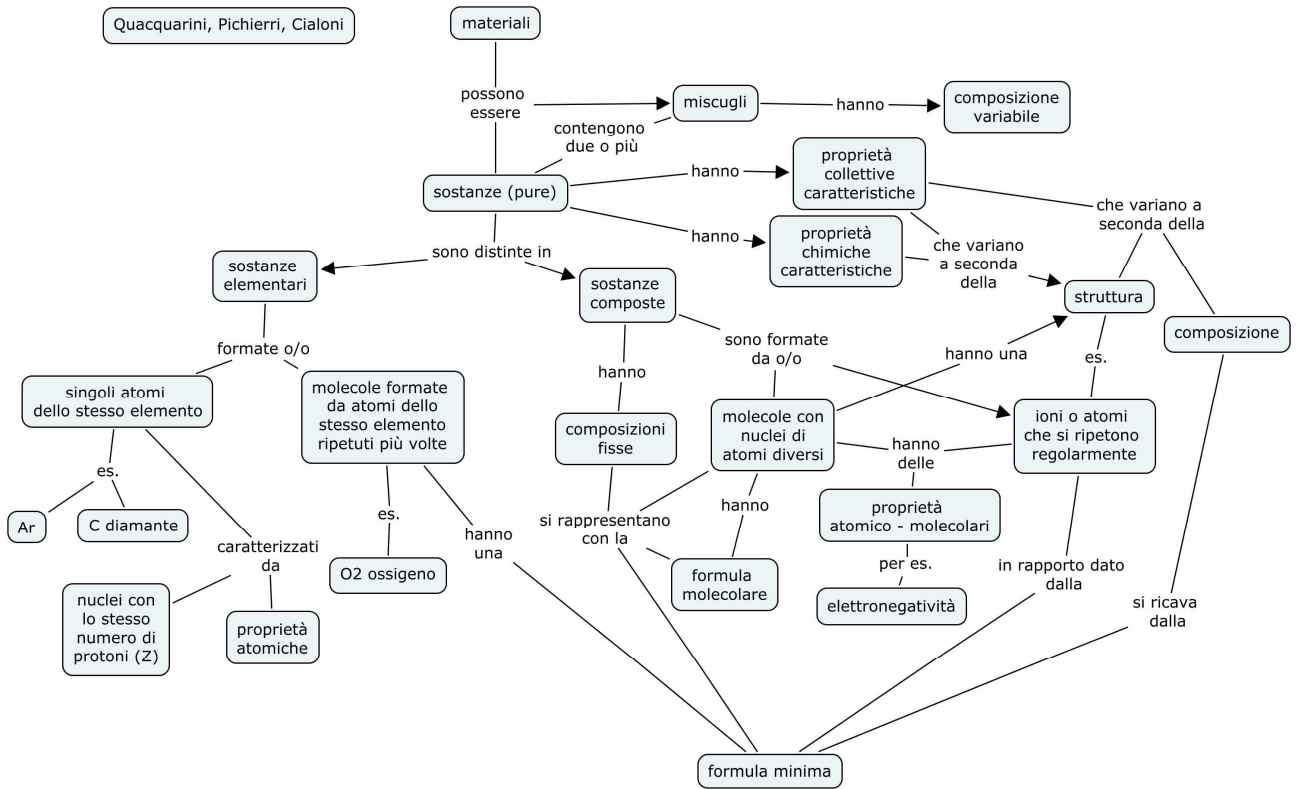 Quacquarini, Pichierri, Cialoni
materiali
possono
essere
miscugli
hanno
composizione
variabile
contengono
due o più
sostanze (pure)
hanno
proprietà
collettive
caratteristiche
hanno
proprietà
chimiche
caratteristiche
che variano a
seconda della
che variano
a seconda
della
struttura
composizione
sono distinte in
sostanze
elementari
sostanze
composte
formate o/o
singoli atomi
dello stesso elemento
molecole formate
da atomi dello
stesso elemento
ripetuti più volte
hanno
composizioni
fisse
sono formate
da o/o
hanno una
es.
molecole con
nuclei di
atomi diversi
hanno
delle
ioni o atomi
che si ripetono
regolarmente
es.
Ar
C diamante
caratterizzati
da
nuclei con
lo stesso
numero di
protoni (Z)
proprietà
atomiche
es.
O2 ossigeno
hanno
una
si rappresentano
con la
hanno
formula
molecolare
proprietà
atomico - molecolari
per es.
elettronegatività
in rapporto dato
dalla
si ricava
dalla
formula minima